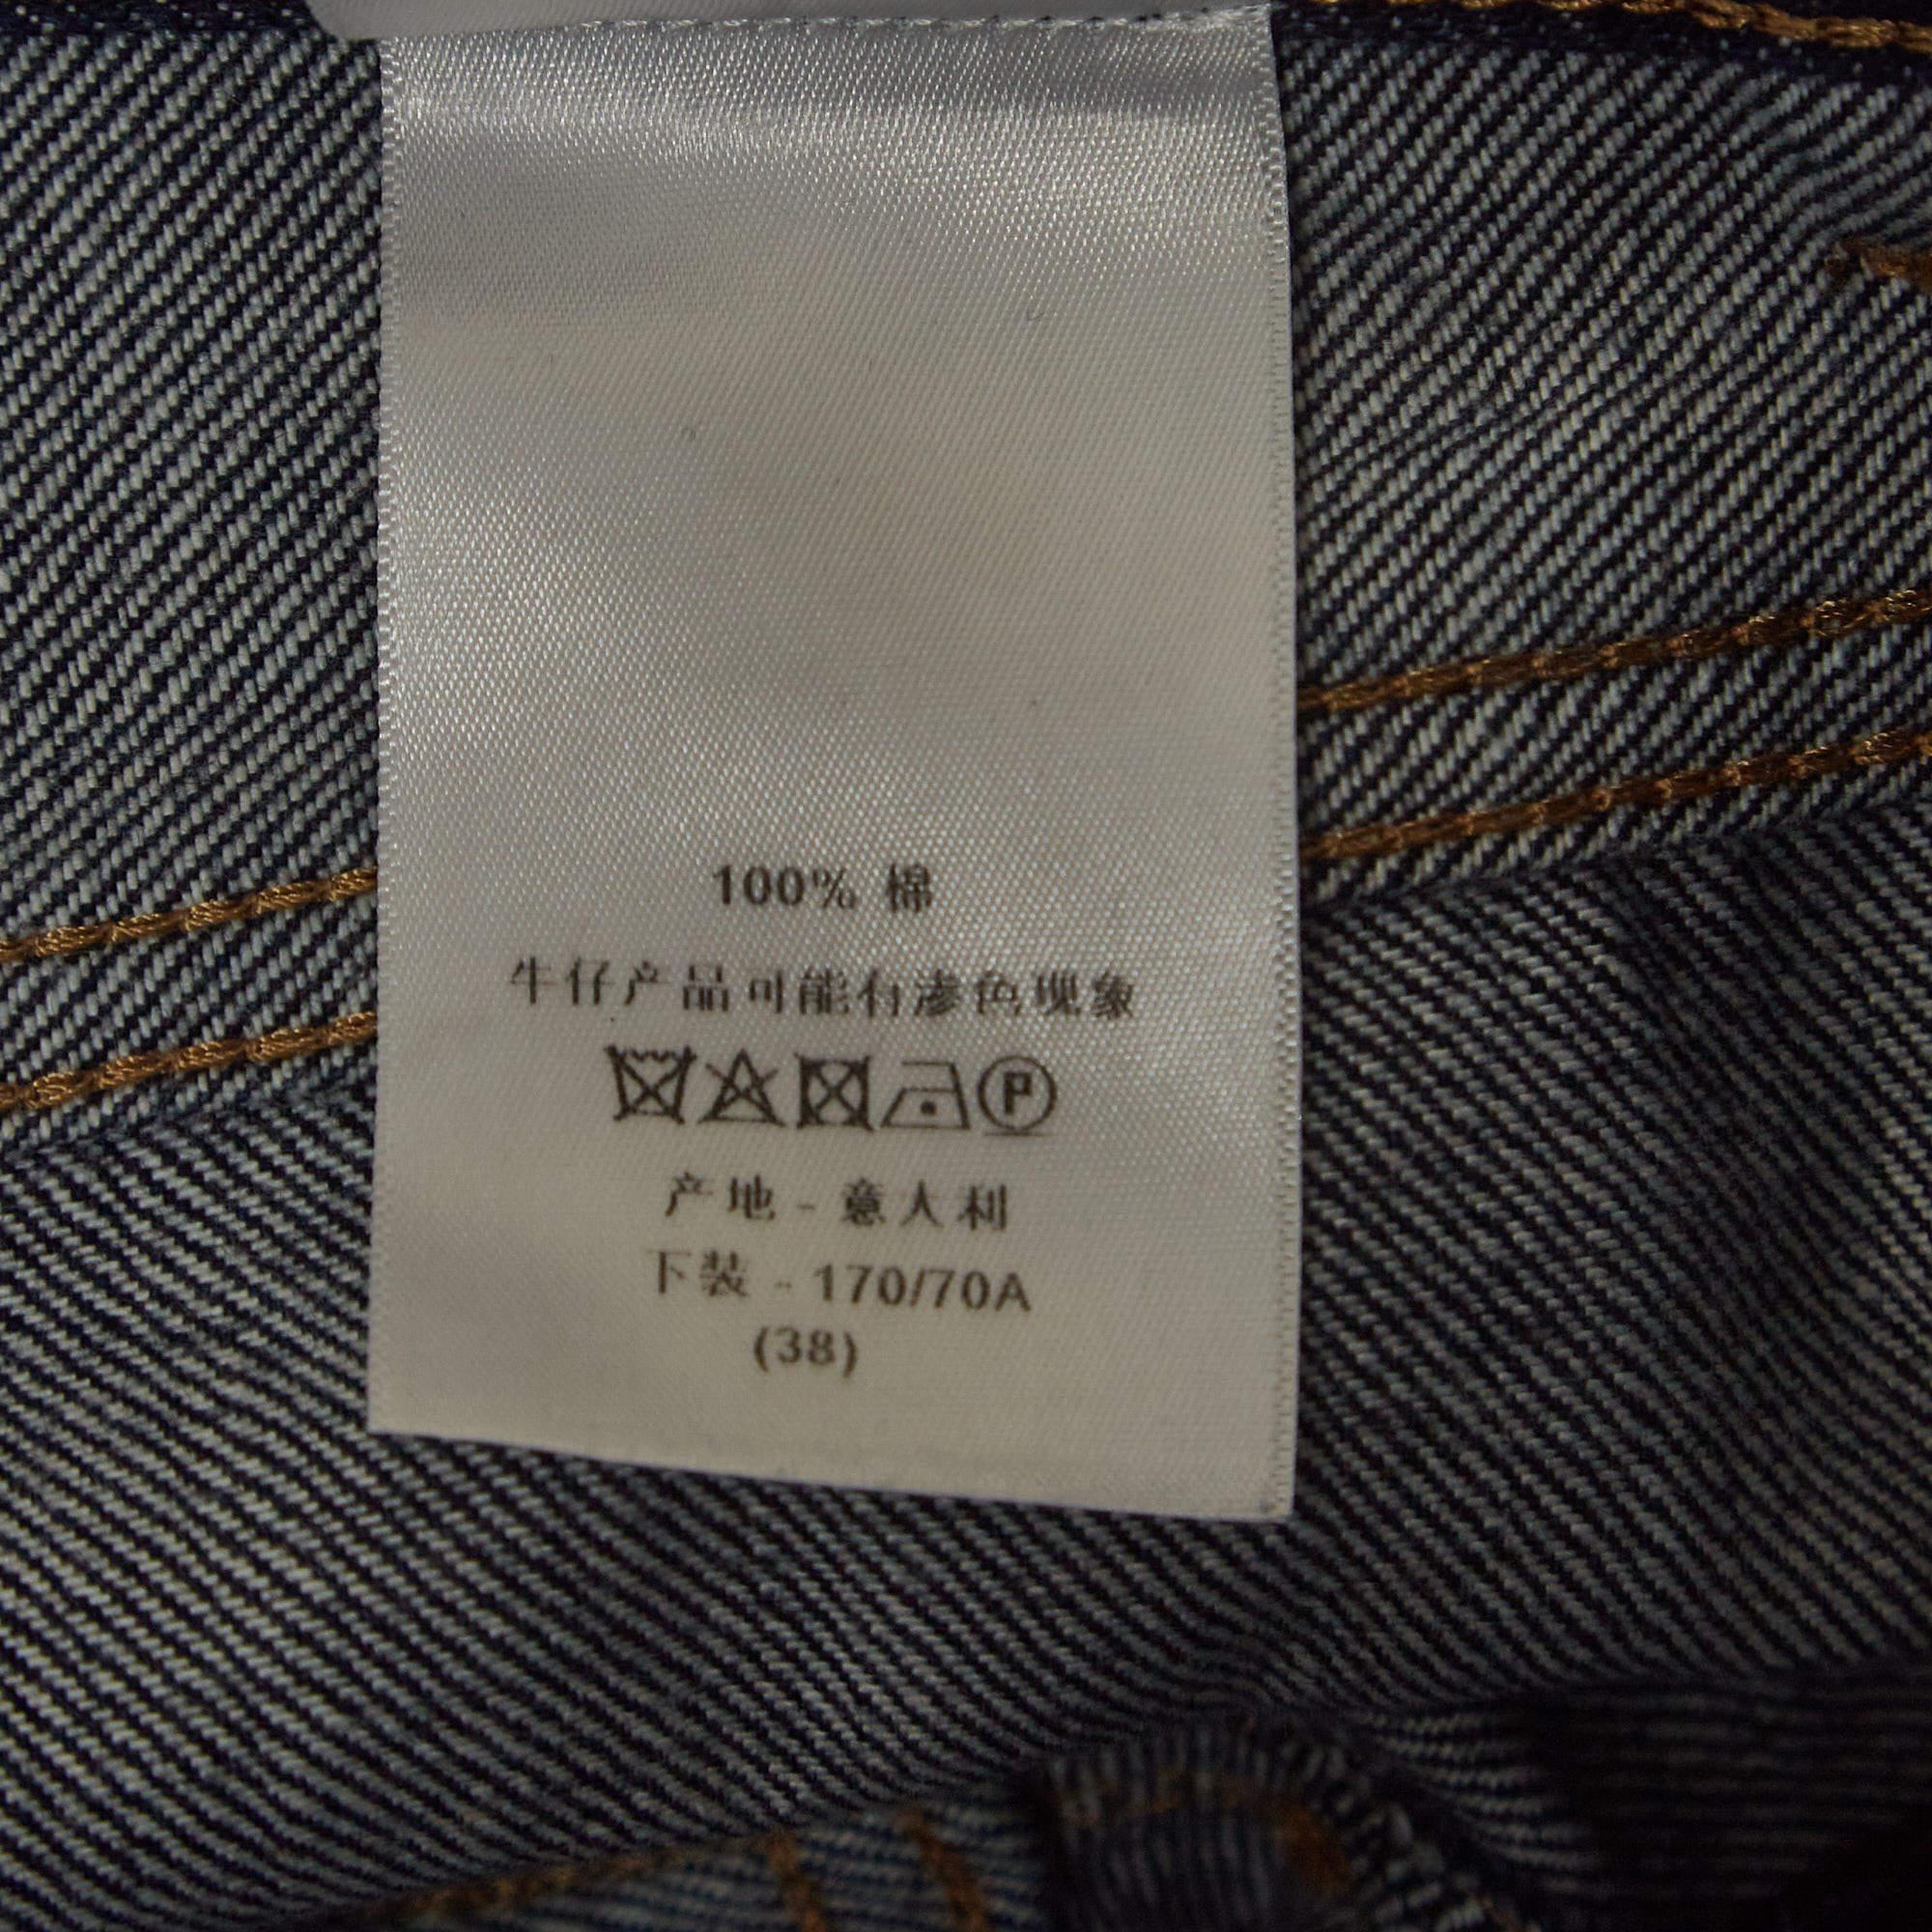 100% 棉
牛仔产品可能有渗色现象
P
产地 - 意大利
下装 - 170/70A
(38)